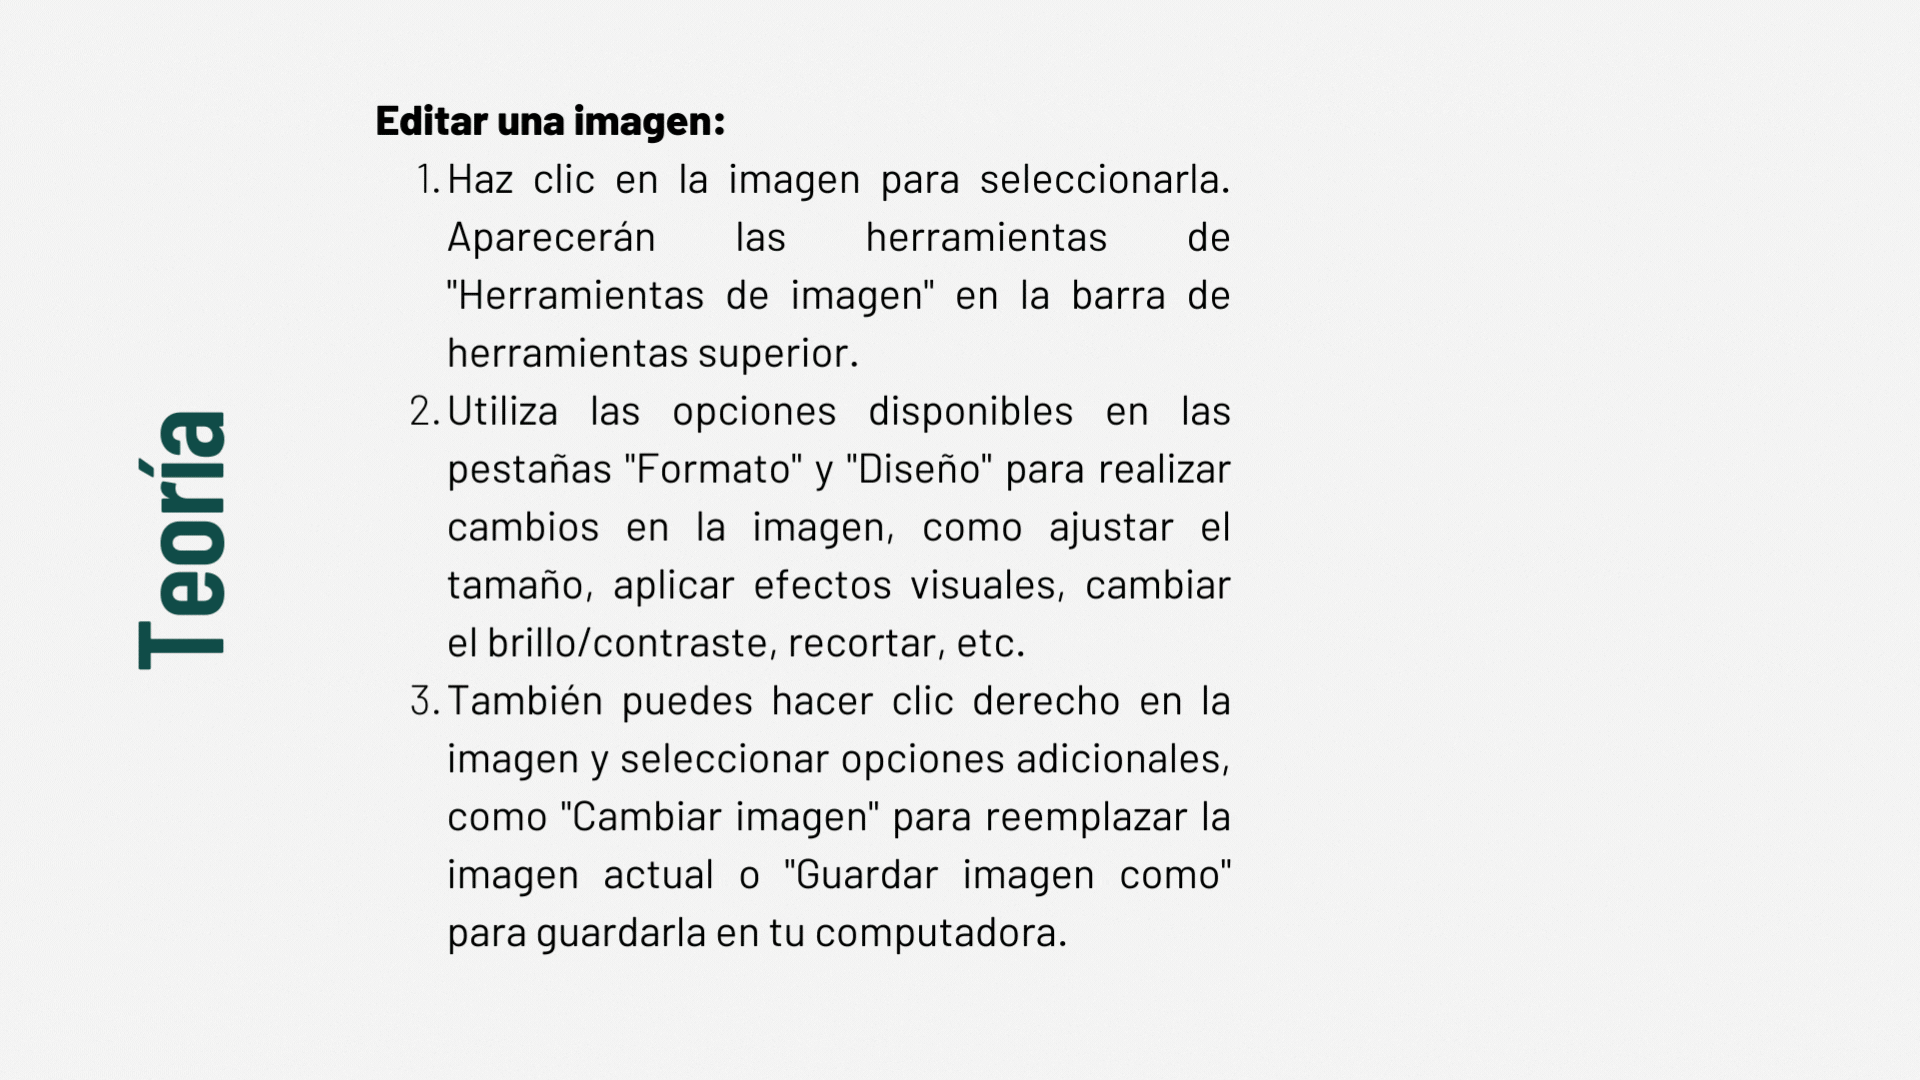 Teoría
Editar una imagen:
1. Haz clic en la imagen para seleccionarla.
Aparecerán las herramientas de
"Herramientas de imagen" en la barra de
herramientas superior.
2. Utiliza las opciones disponibles en las
pestañas "Formato" y "Diseño" para realizar
cambios en la imagen, como ajustar el
tamaño, aplicar efectos visuales, cambiar
el brillo/contraste, recortar, etc.
3. También puedes hacer clic derecho en la
imagen y seleccionar opciones adicionales,
como "Cambiar imagen" para reemplazar la
imagen actual o "Guardar imagen como"
para guardarla en tu computadora.